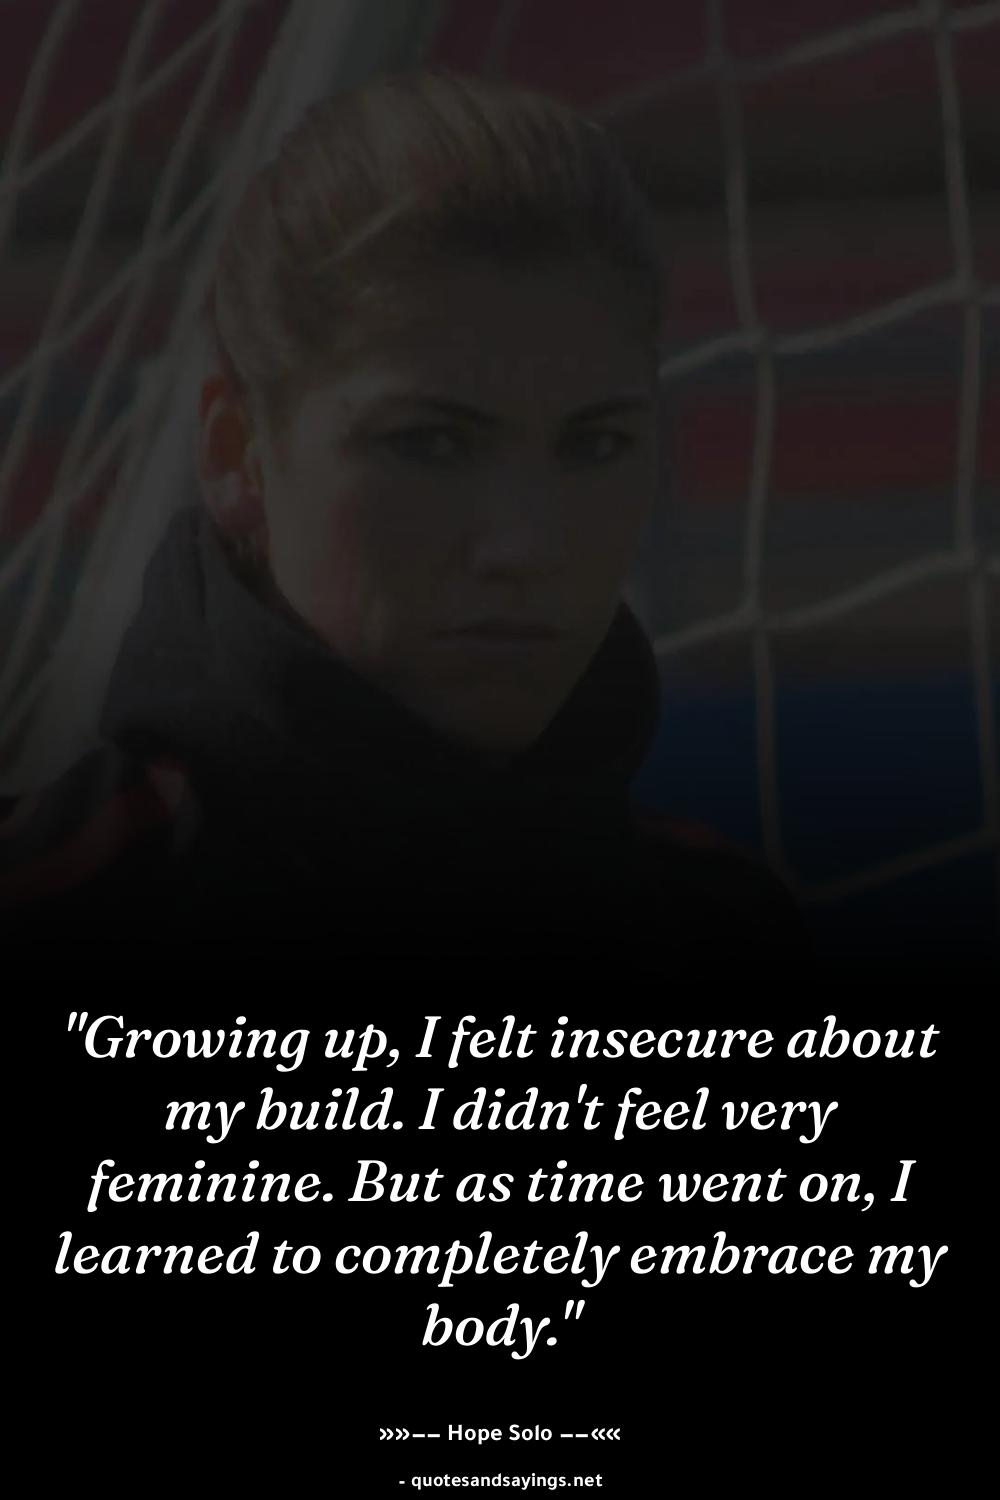 "Growing up, I felt insecure about
my build. I didn't feel very
feminine. But as time went on, I
learned to completely embrace my
body."
»»–– Hope Solo ––««
- quotesandsayings.net